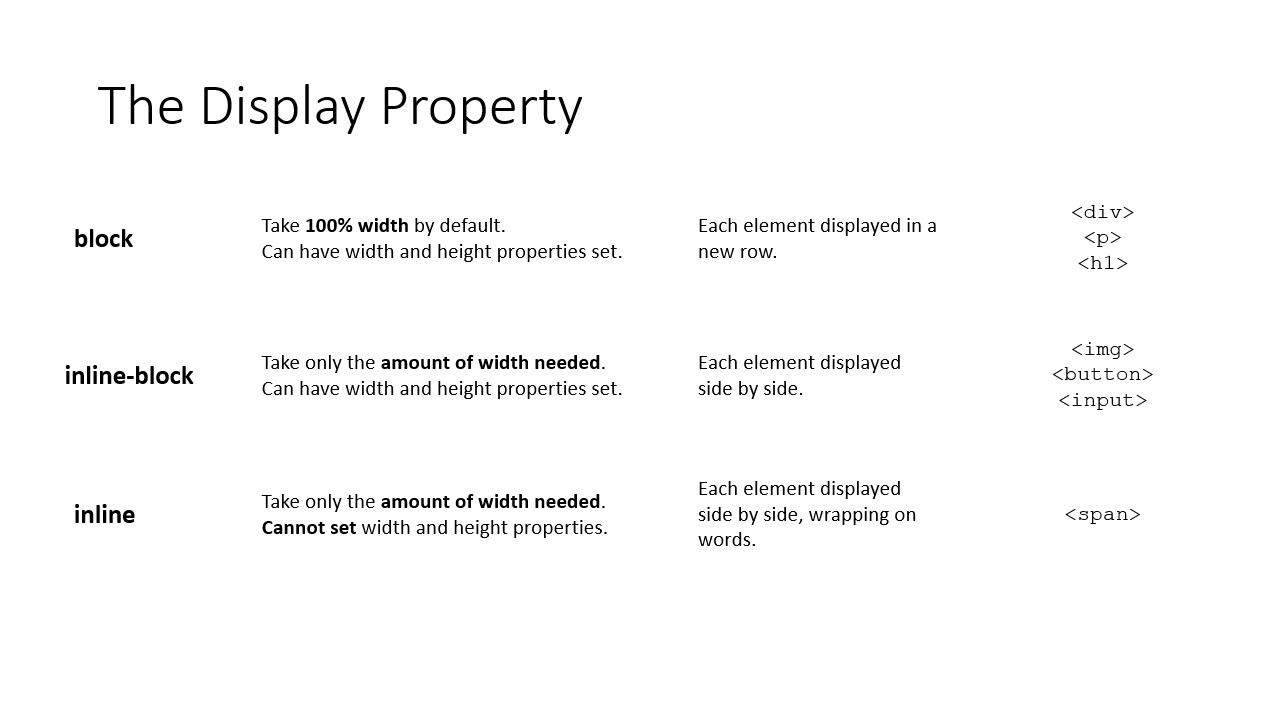 The Display Property
block
Take 100% width by default.
Can have width and height properties set.
Each element displayed in a
new row.
<div>
<p>
<h1>
inline-block
Take only the amount of width needed.
Can have width and height properties set.
Each element displayed
side by side.
<img>
<button>
<input>
inline
Take only the amount of width needed.
Cannot set width and height properties.
Each element displayed
side by side, wrapping on
words.
<span>